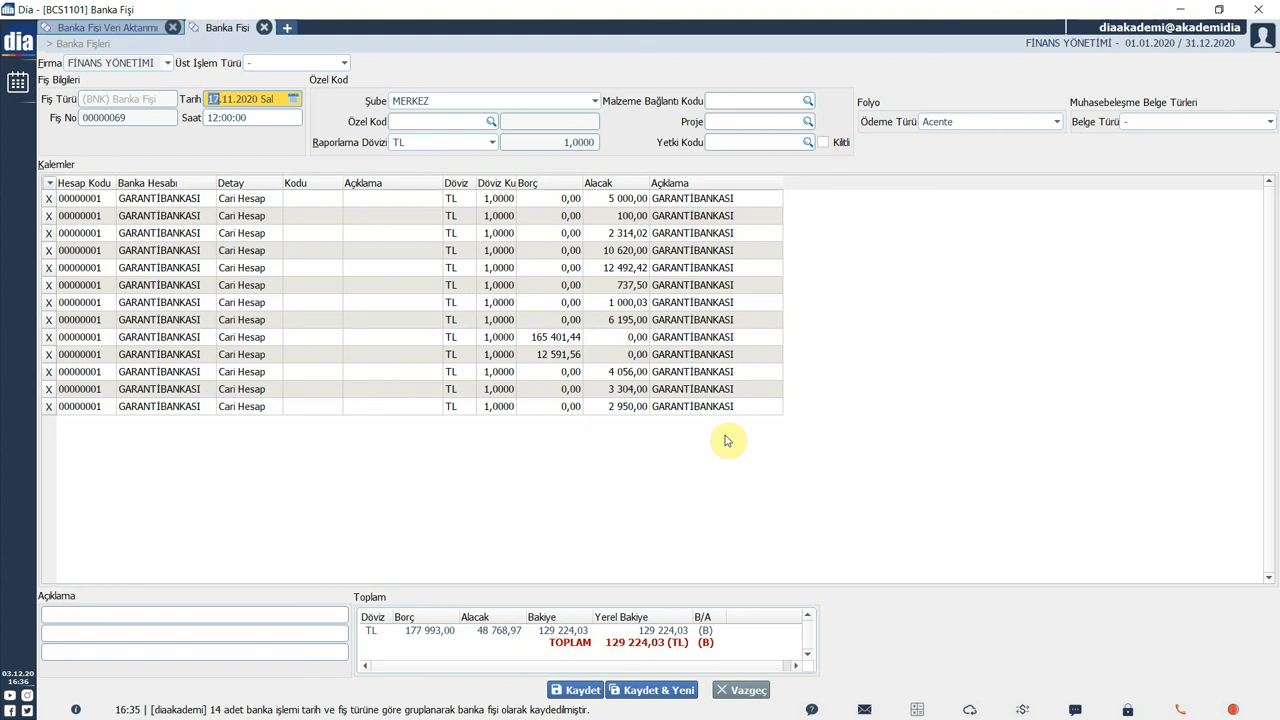 Dia - [BCS1101] Banka Fişi
dia
Banka Fişi Veri Aktarımı
Banka Fişi
diaakademi@akademidia
> Banka Fişleri
FİNANS YÖNETİMİ - 01.01.2020 / 31.12.2020
Firma FİNANS YÖNETİMİ Üst İşlem Türü -
Fiş Bilgileri
Fiş Türü (BNK) Banka Fişi Tarih 17.11.2020 Sal
Fiş No 00000069 Saat 12:00:00
Özel Kod
Şube MERKEZ Malzeme Bağlantı Kodu
Özel Kod Proje
Raporlama Dövizi TL 1,0000 Yetki Kodu Kilitli
Folyo
Ödeme Türü Acente
Muhasebeleşme Belge Türleri
Belge Türü -
Kalemler
Hesap Kodu Banka Hesabı Detay Kodu Açıklama Döviz Döviz Ku Borç Alacak Açıklama
X 00000001 GARANTİBANKASI Cari Hesap TL 1,0000 0,00 5 000,00 GARANTİBANKASI
X 00000001 GARANTİBANKASI Cari Hesap TL 1,0000 0,00 100,00 GARANTİBANKASI
X 00000001 GARANTİBANKASI Cari Hesap TL 1,0000 0,00 2 314,02 GARANTİBANKASI
X 00000001 GARANTİBANKASI Cari Hesap TL 1,0000 0,00 10 620,00 GARANTİBANKASI
X 00000001 GARANTİBANKASI Cari Hesap TL 1,0000 0,00 12 492,42 GARANTİBANKASI
X 00000001 GARANTİBANKASI Cari Hesap TL 1,0000 0,00 737,50 GARANTİBANKASI
X 00000001 GARANTİBANKASI Cari Hesap TL 1,0000 0,00 1 000,03 GARANTİBANKASI
X 00000001 GARANTİBANKASI Cari Hesap TL 1,0000 0,00 6 195,00 GARANTİBANKASI
X 00000001 GARANTİBANKASI Cari Hesap TL 1,0000 165 401,44 0,00 GARANTİBANKASI
X 00000001 GARANTİBANKASI Cari Hesap TL 1,0000 12 591,56 0,00 GARANTİBANKASI
X 00000001 GARANTİBANKASI Cari Hesap TL 1,0000 0,00 4 056,00 GARANTİBANKASI
X 00000001 GARANTİBANKASI Cari Hesap TL 1,0000 0,00 3 304,00 GARANTİBANKASI
X 00000001 GARANTİBANKASI Cari Hesap TL 1,0000 0,00 2 950,00 GARANTİBANKASI
Açıklama
Toplam
Döviz Borç Alacak Bakiye Yerel Bakiye B/A
TL 177 993,00 48 768,97 129 224,03 129 224,03 (B)
TOPLAM 129 224,03 (TL) (B)
Kaydet Kaydet & Yeni Vazgeç
03.12.20
16:36
16:35 | [diaakademi] 14 adet banka işlemi tarih ve fiş türüne göre gruplanarak banka fişi olarak kaydedilmiştir.